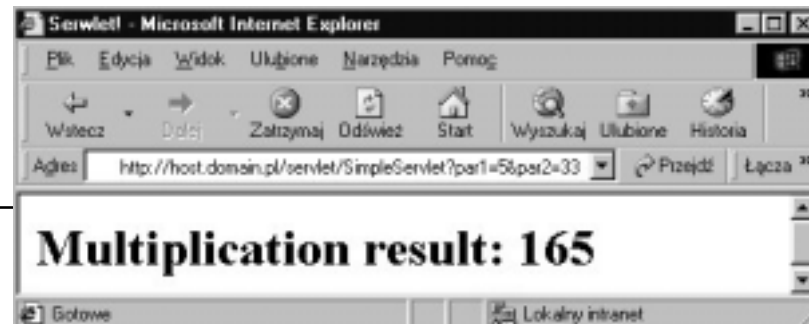 Serwlet! - Microsoft Internet Explorer
Plik Edycja Widok Ulubione Narzędzia Pomoc
Wstecz Dalej Zatrzymaj Odśwież Start Wyszukaj Ulubione Historia
Adres http://host.domain.pl/servlet/SimpleServlet?par1=5&par2=33 Przejdź Łącza
Multiplication result: 165
Gotowe Lokalny intranet